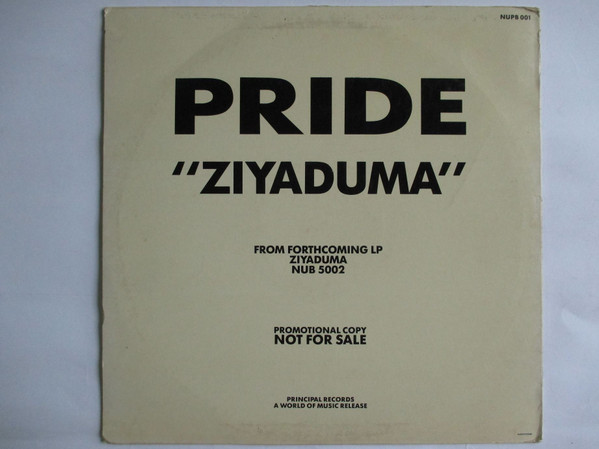 NUPS 001
PRIDE
"ZIYADUMA"
FROM FORTHCOMING LP
ZIYADUMA
NUB 5002
PROMOTIONAL COPY
NOT FOR SALE
PRINCIPAL RECORDS
A WORLD OF MUSIC RELEASE